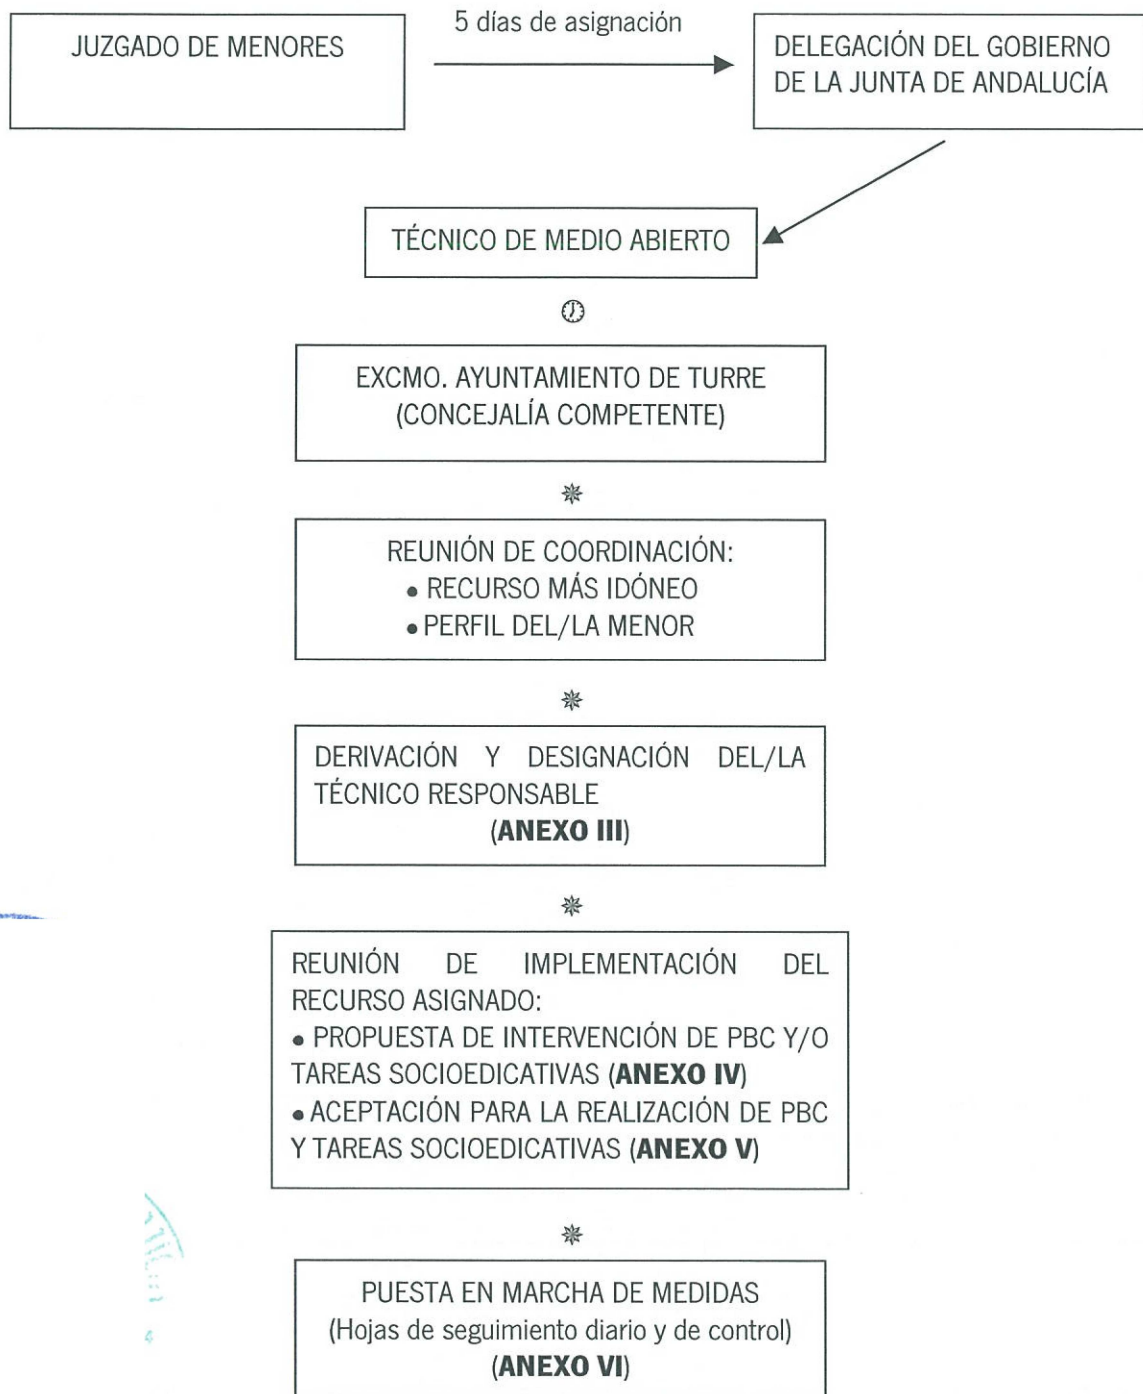 JUZGADO DE MENORES
5 días de asignación
DELEGACIÓN DEL GOBIERNO
DE LA JUNTA DE ANDALUCÍA
TÉCNICO DE MEDIO ABIERTO
EXCMO. AYUNTAMIENTO DE TURRE
(CONCEJALÍA COMPETENTE)
REUNIÓN DE COORDINACIÓN:
• RECURSO MÁS IDÓNEO
• PERFIL DEL/LA MENOR
DERIVACIÓN Y DESIGNACIÓN DEL/LA
TÉCNICO RESPONSABLE
(ANEXO III)
REUNIÓN DE IMPLEMENTACIÓN DEL
RECURSO ASIGNADO:
• PROPUESTA DE INTERVENCIÓN DE PBC Y/O
TAREAS SOCIOEDICATIVAS (ANEXO IV)
• ACEPTACIÓN PARA LA REALIZACIÓN DE PBC
Y TAREAS SOCIOEDICATIVAS (ANEXO V)
PUESTA EN MARCHA DE MEDIDAS
(Hojas de seguimiento diario y de control)
(ANEXO VI)